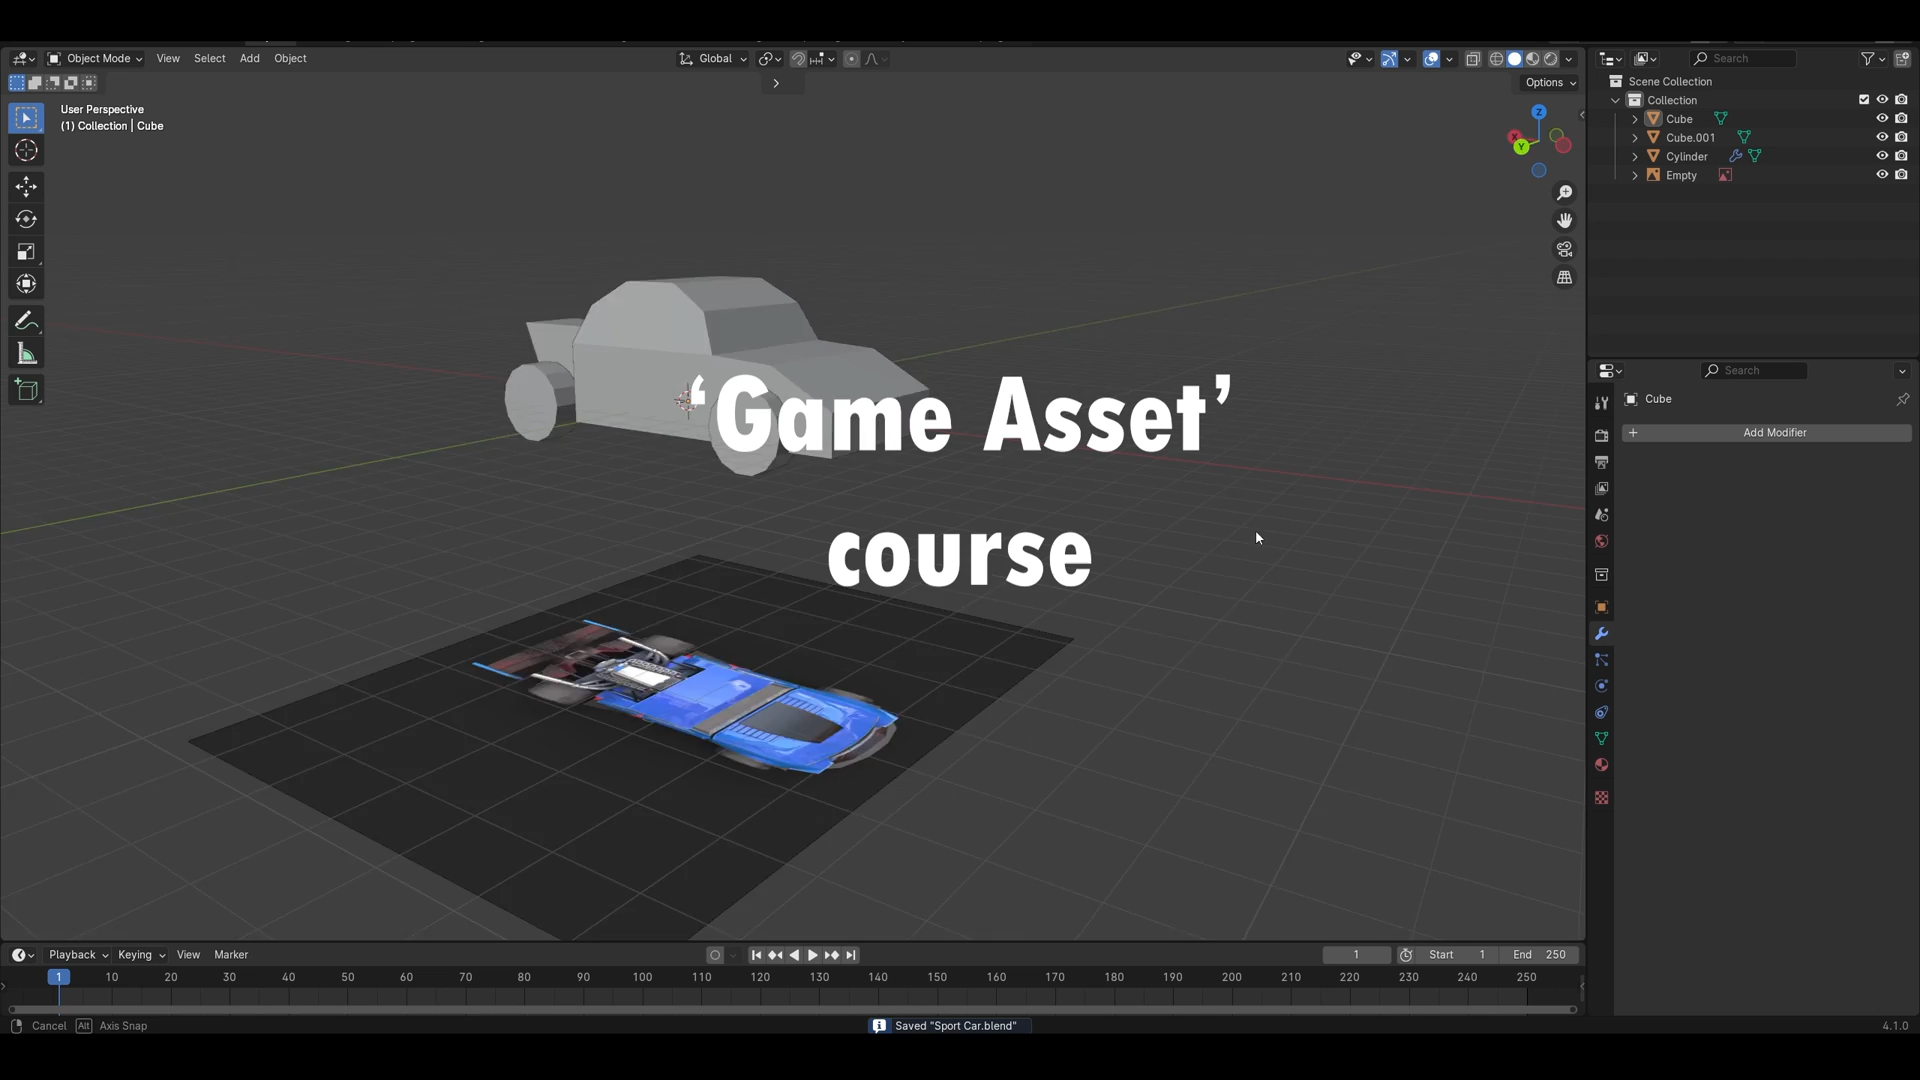 Object Mode View Select Add Object Global Search
Options
User Perspective
(1) Collection | Cube
Z
X
Y
Scene Collection
Collection
Cube
Cube.001
Cylinder
Empty
Search
Cube
Add Modifier
‘Game Asset’
course
Playback Keying View Marker 1 Start 1 End 250
1 10 20 30 40 50 60 70 80 90 100 110 120 130 140 150 160 170 180 190 200 210 220 230 240 250
Cancel Alt Axis Snap Saved "Sport Car.blend" 4.1.0